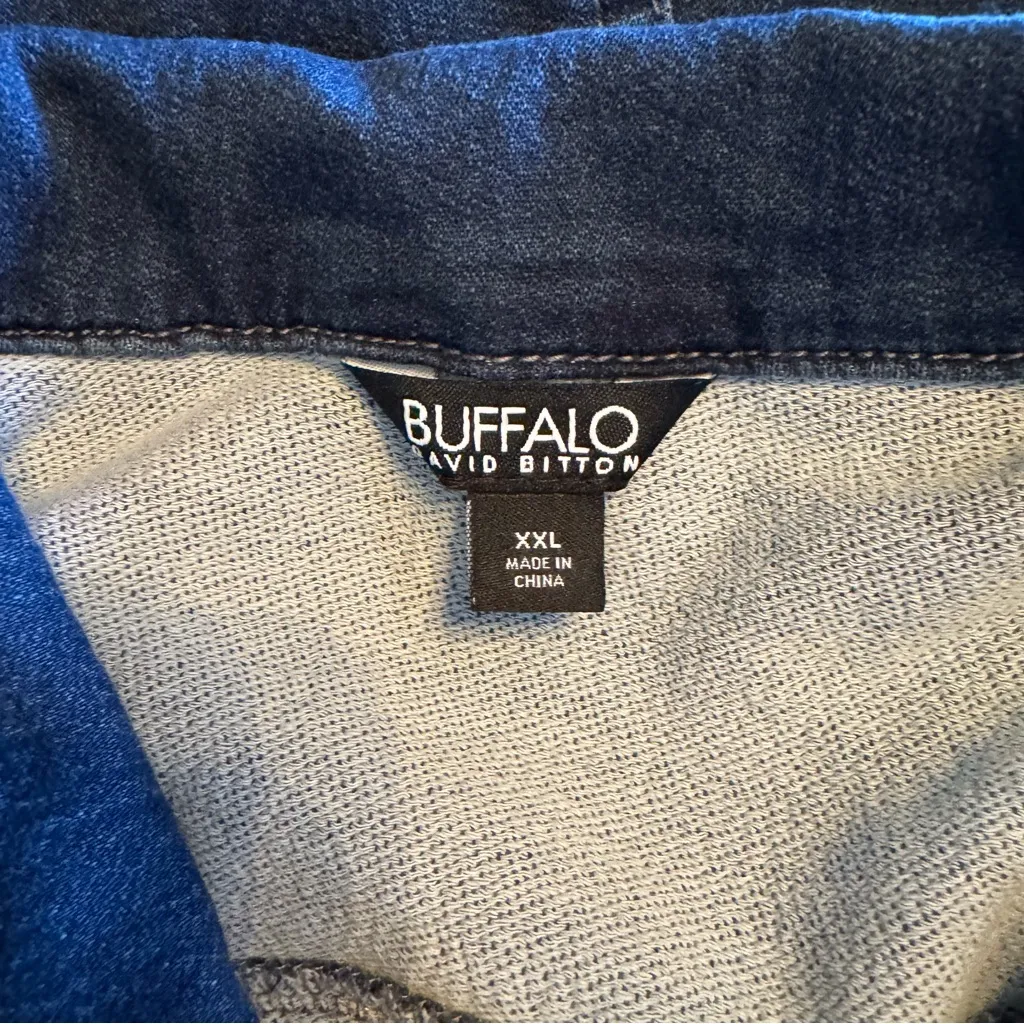 BUFFALO
DAVID BITTON
XXL
MADE IN
CHINA